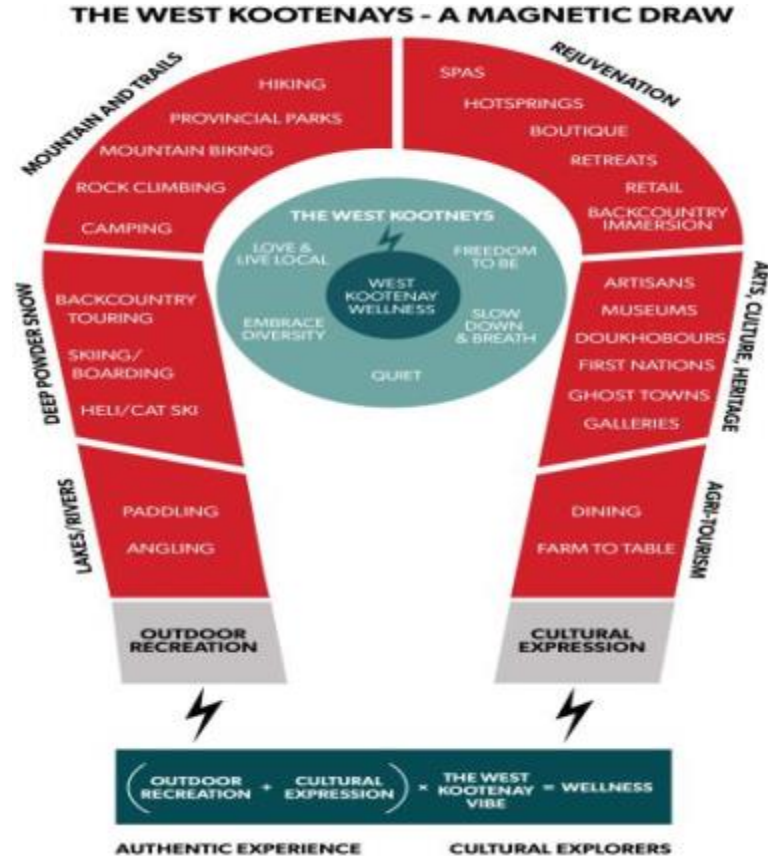 THE WEST KOOTENAYS - A MAGNETIC DRAW
MOUNTAIN AND TRAILS
HIKING
PROVINCIAL PARKS
MOUNTAIN BIKING
ROCK CLIMBING
CAMPING
REJUVENATION
SPAS
HOTSPRINGS
BOUTIQUE
RETREATS
RETAIL
BACKCOUNTRY
IMMERSION
THE WEST KOOTNEYS
LOVE &
LIVE LOCAL
FREEDOM
TO BE
WEST
KOOTENAY
WELLNESS
EMBRACE
DIVERSITY
SLOW
DOWN
& BREATH
QUIET
DEEP POWDER SNOW
BACKCOUNTRY
TOURING
SKIING/
BOARDING
HELI/CAT SKI
ARTS, CULTURE, HERITAGE
ARTISANS
MUSEUMS
DOUKHOBOURS
FIRST NATIONS
GHOST TOWNS
GALLERIES
LAKES/RIVERS
PADDLING
ANGLING
AGRI-TOURISM
DINING
FARM TO TABLE
OUTDOOR
RECREATION
CULTURAL
EXPRESSION
(OUTDOOR RECREATION + CULTURAL EXPRESSION) × THE WEST KOOTENAY VIBE = WELLNESS
AUTHENTIC EXPERIENCE
CULTURAL EXPLORERS